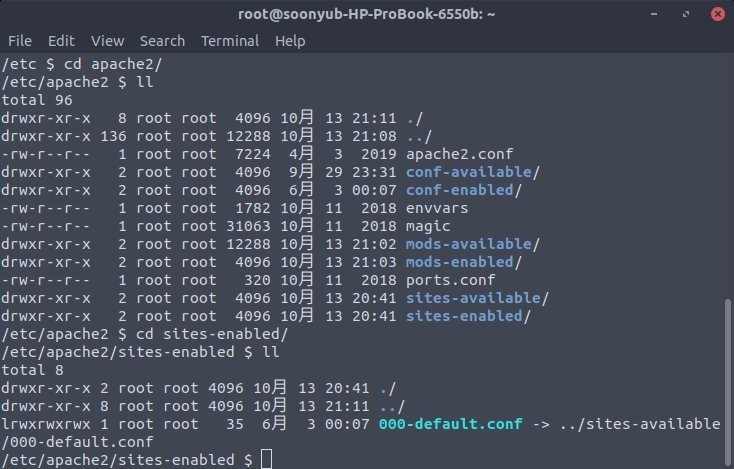 root@soonyub-HP-ProBook-6550b: ~
File Edit View Search Terminal Help
/etc $ cd apache2/
/etc/apache2 $ ll
total 96
drwxr-xr-x   8 root root  4096 10月 13 21:11 ./
drwxr-xr-x 136 root root 12288 10月 13 21:08 ../
-rw-r--r--   1 root root  7224  4月  3  2019 apache2.conf
drwxr-xr-x   2 root root  4096  9月 29 23:31 conf-available/
drwxr-xr-x   2 root root  4096  6月  3 00:07 conf-enabled/
-rw-r--r--   1 root root  1782 10月 11  2018 envvars
-rw-r--r--   1 root root 31063 10月 11  2018 magic
drwxr-xr-x   2 root root 12288 10月 13 21:02 mods-available/
drwxr-xr-x   2 root root  4096 10月 13 21:03 mods-enabled/
-rw-r--r--   1 root root   320 10月 11  2018 ports.conf
drwxr-xr-x   2 root root  4096 10月 13 20:41 sites-available/
drwxr-xr-x   2 root root  4096 10月 13 20:41 sites-enabled/
/etc/apache2 $ cd sites-enabled/
/etc/apache2/sites-enabled $ ll
total 8
drwxr-xr-x 2 root root 4096 10月 13 20:41 ./
drwxr-xr-x 8 root root 4096 10月 13 21:11 ../
lrwxrwxrwx 1 root root   35  6月  3 00:07 000-default.conf -> ../sites-available
/000-default.conf
/etc/apache2/sites-enabled $